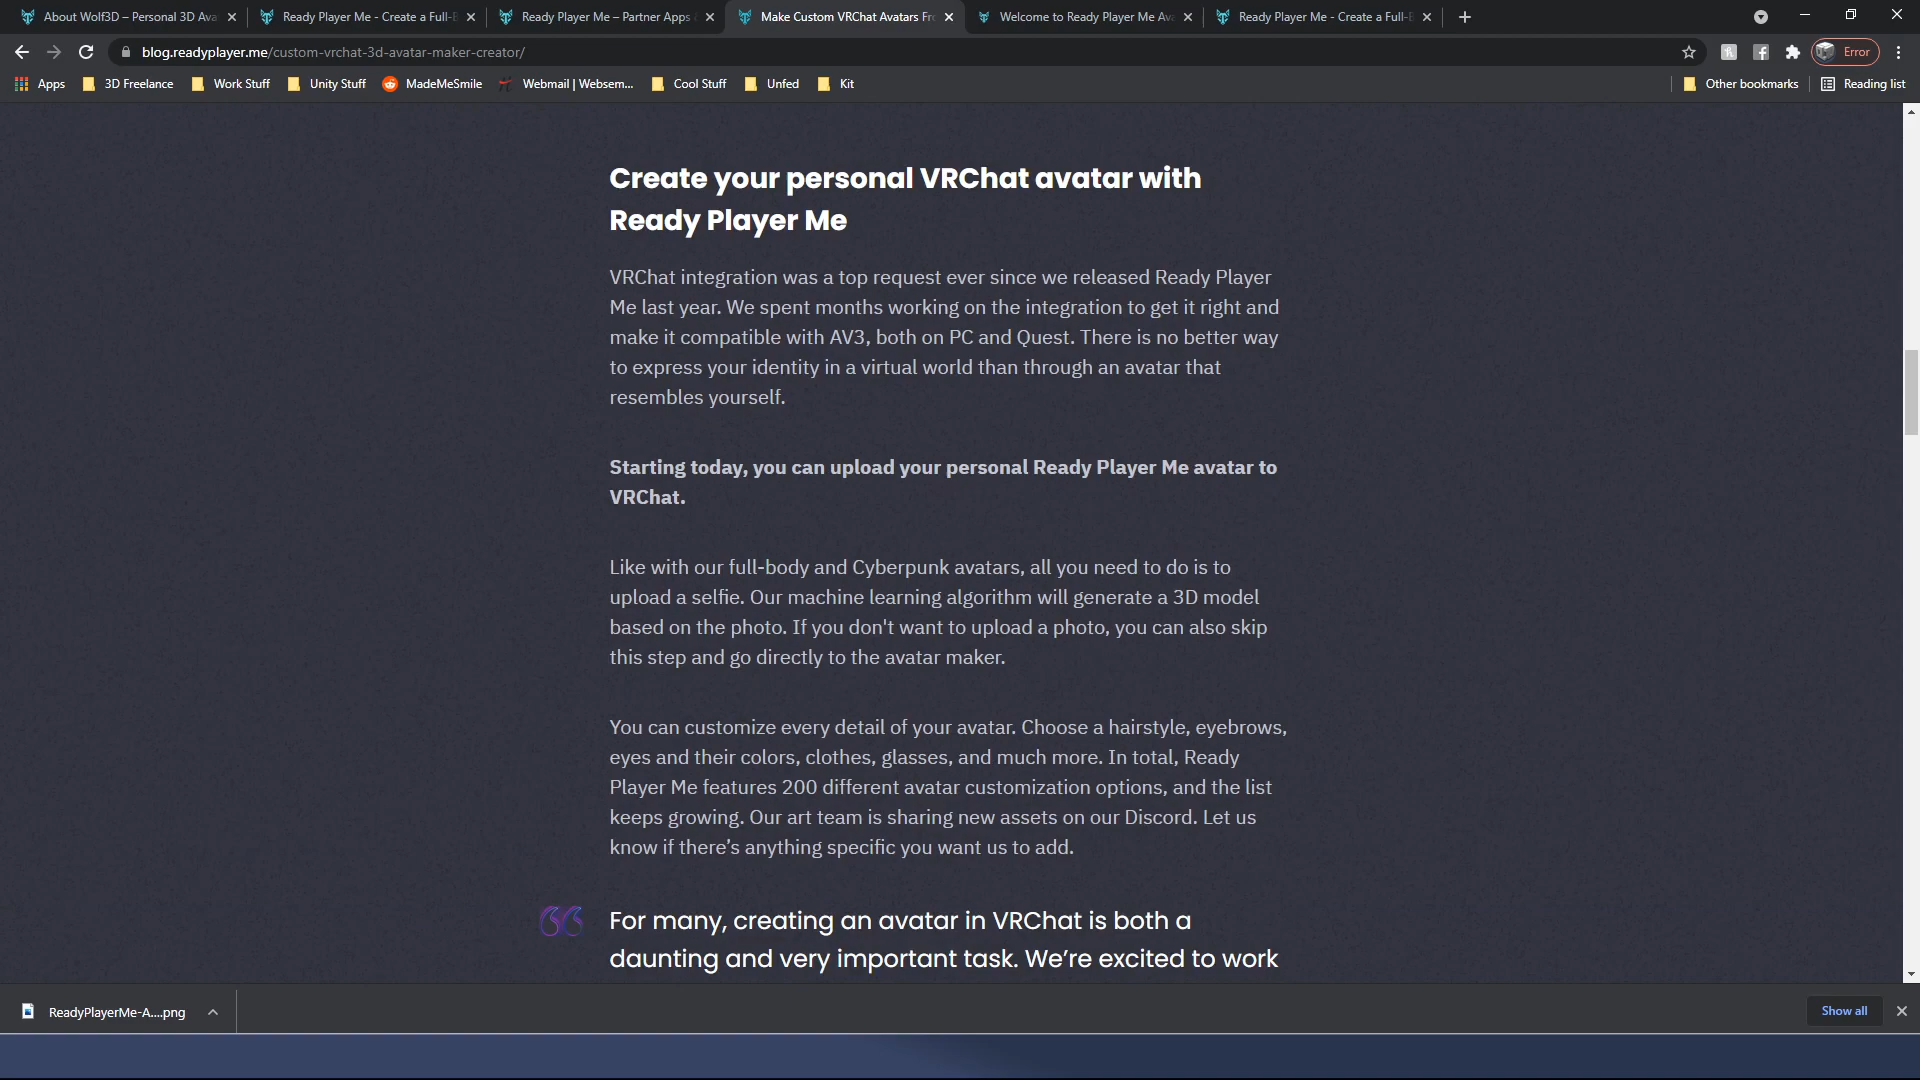 About Wolf3D – Personal 3D Ava
Ready Player Me - Create a Full-B
Ready Player Me – Partner Apps
Make Custom VRChat Avatars Fr
Welcome to Ready Player Me Av
Ready Player Me - Create a Full-B
blog.readyplayer.me/custom-vrchat-3d-avatar-maker-creator/
Error
Apps
3D Freelance
Work Stuff
Unity Stuff
MadeMeSmile
Webmail | Websem...
Cool Stuff
Unfed
Kit
Other bookmarks
Reading list
Create your personal VRChat avatar with
Ready Player Me
VRChat integration was a top request ever since we released Ready Player
Me last year. We spent months working on the integration to get it right and
make it compatible with AV3, both on PC and Quest. There is no better way
to express your identity in a virtual world than through an avatar that
resembles yourself.
Starting today, you can upload your personal Ready Player Me avatar to
VRChat.
Like with our full-body and Cyberpunk avatars, all you need to do is to
upload a selfie. Our machine learning algorithm will generate a 3D model
based on the photo. If you don't want to upload a photo, you can also skip
this step and go directly to the avatar maker.
You can customize every detail of your avatar. Choose a hairstyle, eyebrows,
eyes and their colors, clothes, glasses, and much more. In total, Ready
Player Me features 200 different avatar customization options, and the list
keeps growing. Our art team is sharing new assets on our Discord. Let us
know if there’s anything specific you want us to add.
For many, creating an avatar in VRChat is both a
daunting and very important task. We’re excited to work
ReadyPlayerMe-A....png
Show all